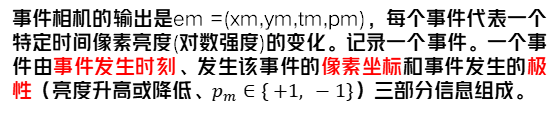 事件相机的输出是em =(xm,ym,tm,pm)，每个事件代表一个
特定时间像素亮度(对数强度)的变化。记录一个事件。一个事
件由事件发生时刻、发生该事件的像素坐标和事件发生的极
性（亮度升高或降低、𝑝𝑚 ∈ { +1, − 1}）三部分信息组成。